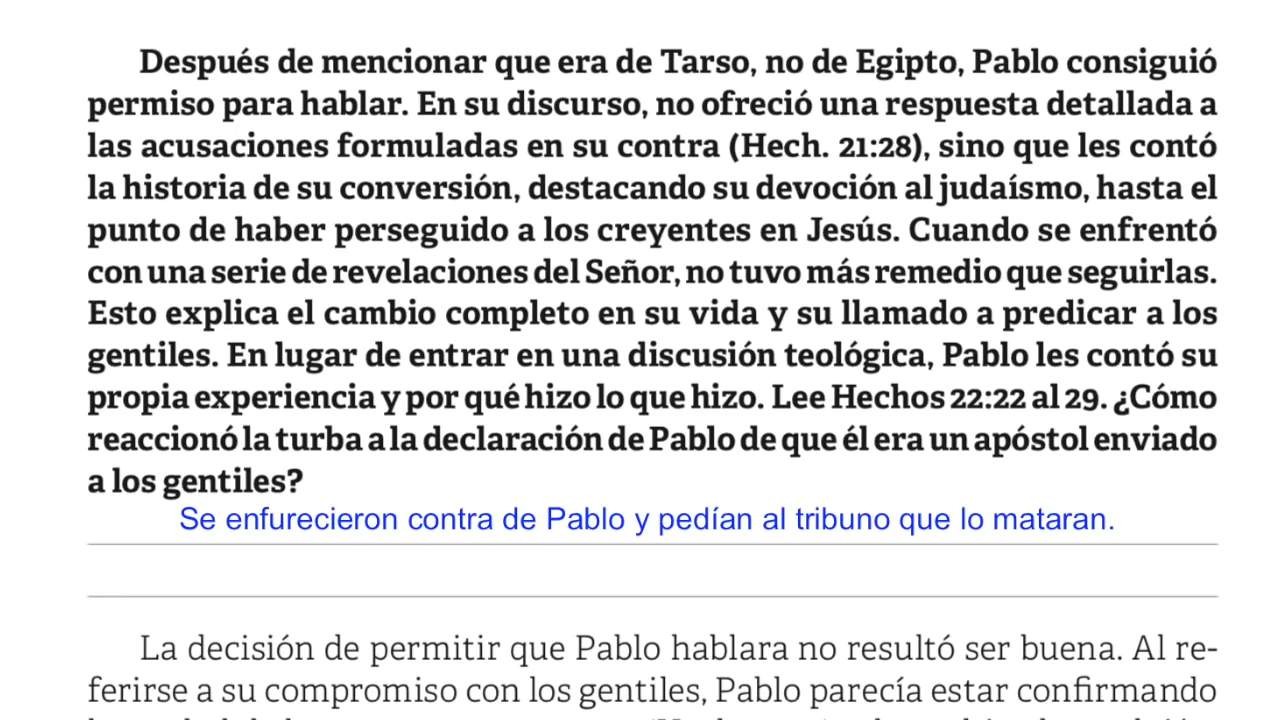 Después de mencionar que era de Tarso, no de Egipto, Pablo consiguió
permiso para hablar. En su discurso, no ofreció una respuesta detallada a
las acusaciones formuladas en su contra (Hech. 21:28), sino que les contó
la historia de su conversión, destacando su devoción al judaísmo, hasta el
punto de haber perseguido a los creyentes en Jesús. Cuando se enfrentó
con una serie de revelaciones del Señor, no tuvo más remedio que seguirlas.
Esto explica el cambio completo en su vida y su llamado a predicar a los
gentiles. En lugar de entrar en una discusión teológica, Pablo les contó su
propia experiencia y por qué hizo lo que hizo. Lee Hechos 22:22 al 29. ¿Cómo
reaccionó la turba a la declaración de Pablo de que él era un apóstol enviado
a los gentiles?
Se enfurecieron contra de Pablo y pedían al tribuno que lo mataran.
La decisión de permitir que Pablo hablara no resultó ser buena. Al re-
ferirse a su compromiso con los gentiles, Pablo parecía estar confirmando